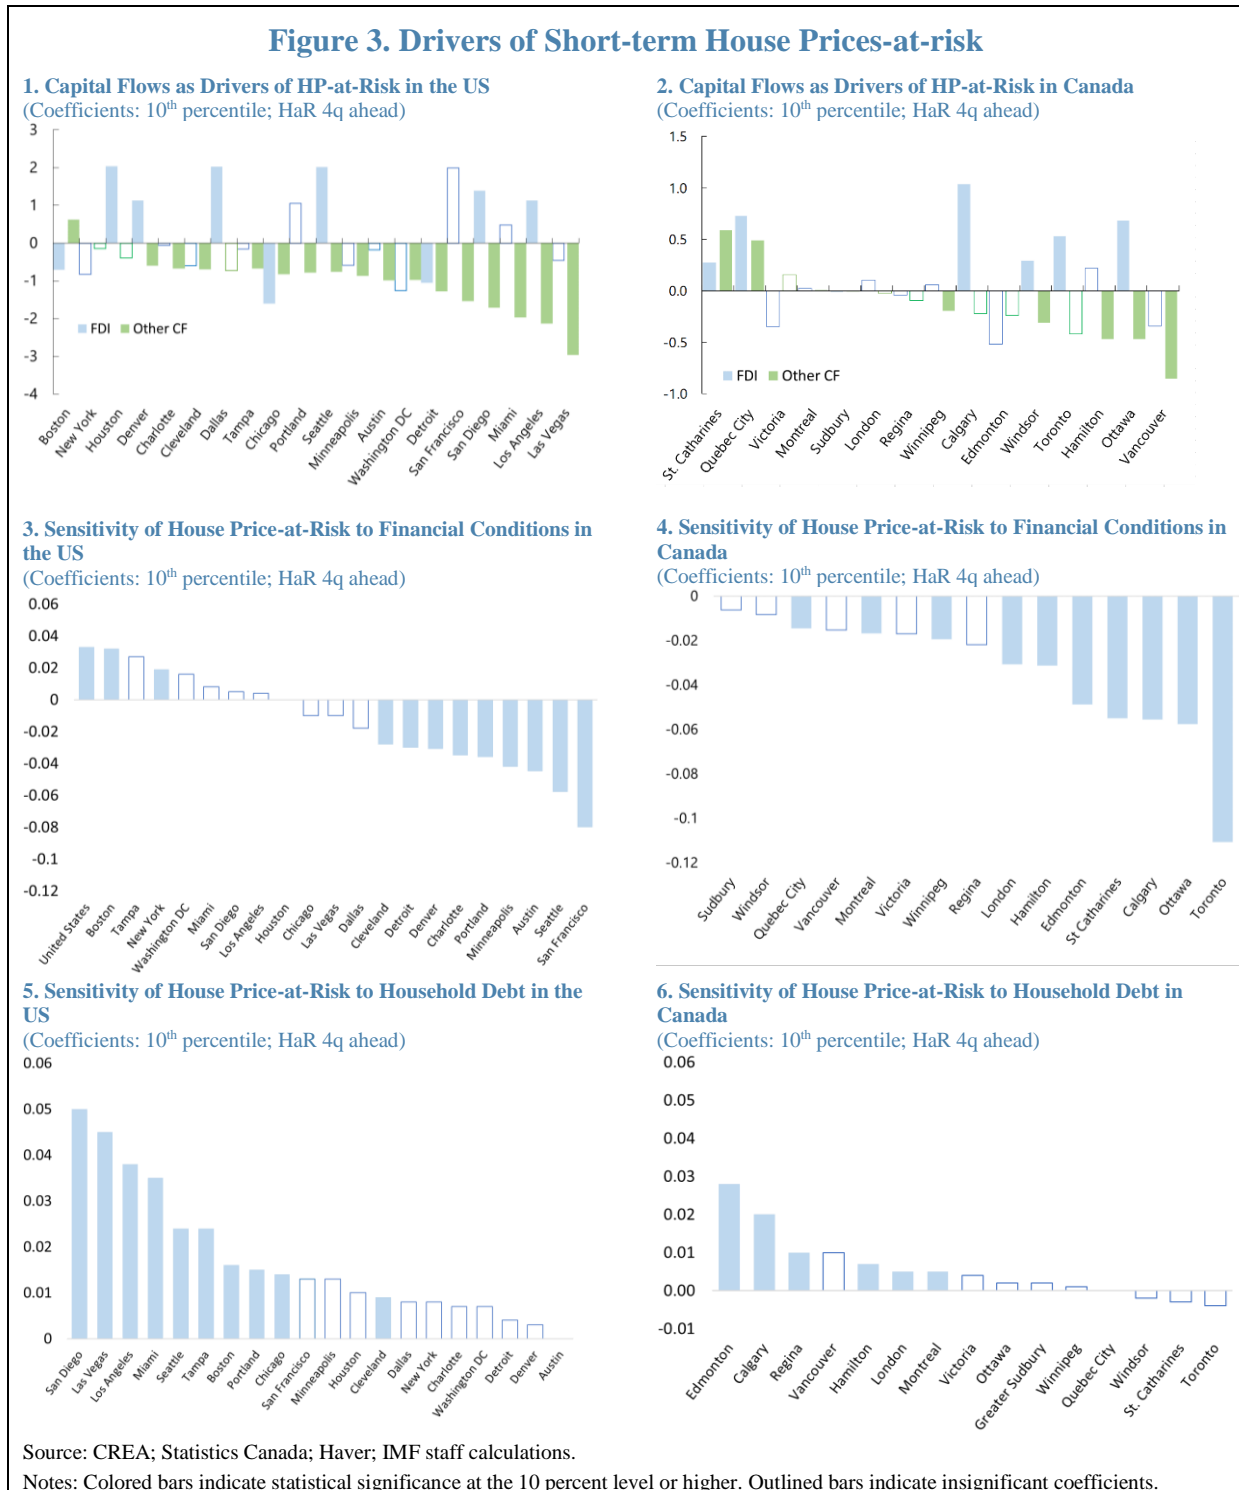 Figure 3. Drivers of Short-term House Prices-at-risk
1. Capital Flows as Drivers of HP-at-Risk in the US
(Coefficients: 10th percentile; HaR 4q ahead)
3
2
1
0
-1
-2
-3
-4
FDI
Other CF
Boston
New York
Houston
Denver
Charlotte
Cleveland
Dallas
Tampa
Chicago
Portland
Seattle
Minneapolis
Austin
Washington DC
Detroit
San Francisco
San Diego
Miami
Los Angeles
Las Vegas
2. Capital Flows as Drivers of HP-at-Risk in Canada
(Coefficients: 10th percentile; HaR 4q ahead)
1.5
1.0
0.5
0.0
-0.5
-1.0
FDI
Other CF
St. Catharines
Quebec City
Victoria
Montreal
Sudbury
London
Regina
Winnipeg
Calgary
Edmonton
Windsor
Toronto
Hamilton
Ottawa
Vancouver
3. Sensitivity of House Price-at-Risk to Financial Conditions in
the US
(Coefficients: 10th percentile; HaR 4q ahead)
0.06
0.04
0.02
0
-0.02
-0.04
-0.06
-0.08
-0.1
-0.12
United States
Boston
Tampa
New York
Washington DC
Miami
San Diego
Los Angeles
Houston
Chicago
Las Vegas
Dallas
Cleveland
Detroit
Denver
Charlotte
Portland
Minneapolis
Austin
Seattle
San Francisco
4. Sensitivity of House Price-at-Risk to Financial Conditions in
Canada
(Coefficients: 10th percentile; HaR 4q ahead)
0
-0.02
-0.04
-0.06
-0.08
-0.1
-0.12
Sudbury
Windsor
Quebec City
Vancouver
Montreal
Victoria
Winnipeg
Regina
London
Hamilton
Edmonton
St Catharines
Calgary
Ottawa
Toronto
5. Sensitivity of House Price-at-Risk to Household Debt in the
US
(Coefficients: 10th percentile; HaR 4q ahead)
0.06
0.05
0.04
0.03
0.02
0.01
0
San Diego
Las Vegas
Los Angeles
Miami
Seattle
Tampa
Boston
Portland
Chicago
San Francisco
Minneapolis
Houston
Cleveland
Dallas
New York
Charlotte
Washington DC
Detroit
Denver
Austin
6. Sensitivity of House Price-at-Risk to Household Debt in
Canada
(Coefficients: 10th percentile; HaR 4q ahead)
0.06
0.05
0.04
0.03
0.02
0.01
0.00
-0.01
Edmonton
Calgary
Regina
Vancouver
Hamilton
London
Montreal
Victoria
Ottawa
Greater Sudbury
Winnipeg
Quebec City
Windsor
St. Catharines
Toronto
Source: CREA; Statistics Canada; Haver; IMF staff calculations.
Notes: Colored bars indicate statistical significance at the 10 percent level or higher. Outlined bars indicate insignificant coefficients.